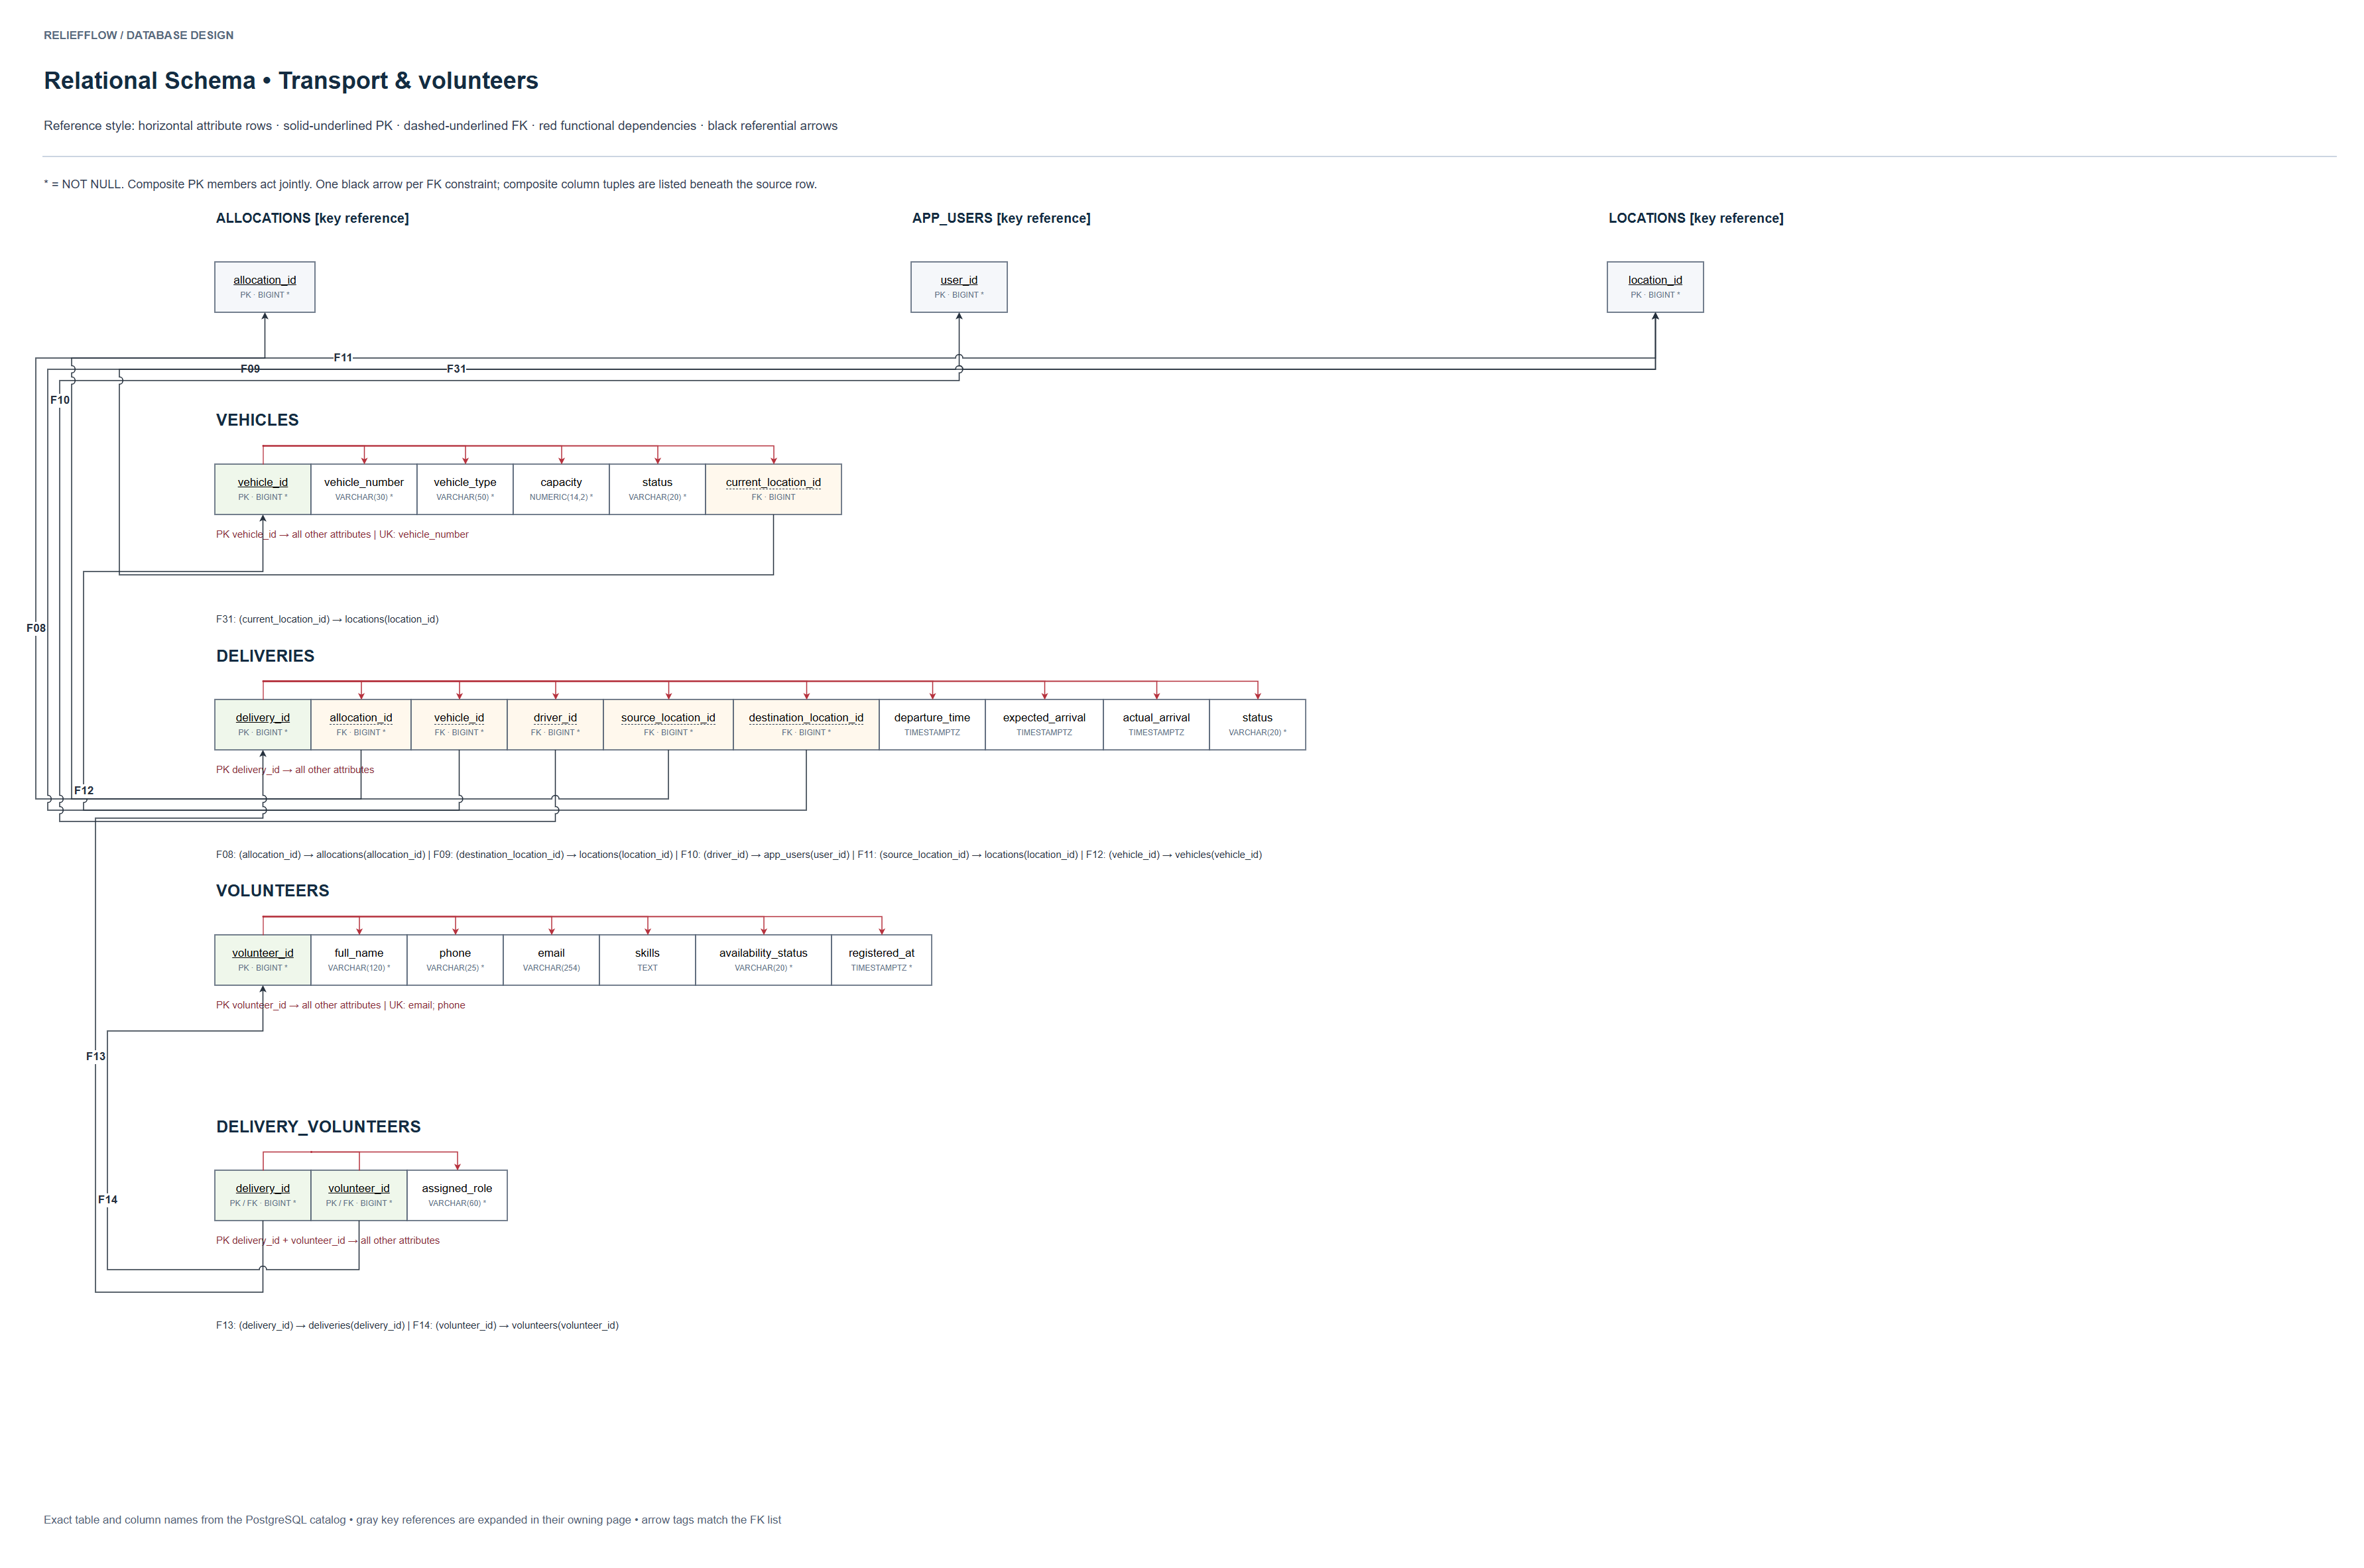 RELIEFFLOW / DATABASE DESIGN
Relational Schema • Transport & volunteers
Reference style: horizontal attribute rows · solid-underlined PK · dashed-underlined FK · red functional dependencies · black referential arrows
* = NOT NULL. Composite PK members act jointly. One black arrow per FK constraint; composite column tuples are listed beneath the source row.
ALLOCATIONS [key reference]
APP_USERS [key reference]
LOCATIONS [key reference]
allocation_id
PK · BIGINT *
user_id
PK · BIGINT *
location_id
PK · BIGINT *
F11
F09
F31
F10
VEHICLES
vehicle_id
PK · BIGINT *
vehicle_number
VARCHAR(30) *
vehicle_type
VARCHAR(50) *
capacity
NUMERIC(14,2) *
status
VARCHAR(20) *
current_location_id
FK · BIGINT
PK vehicle_id → all other attributes | UK: vehicle_number
F31: (current_location_id) → locations(location_id)
F08
DELIVERIES
delivery_id
PK · BIGINT *
allocation_id
FK · BIGINT *
vehicle_id
FK · BIGINT *
driver_id
FK · BIGINT *
source_location_id
FK · BIGINT *
destination_location_id
FK · BIGINT *
departure_time
TIMESTAMPTZ
expected_arrival
TIMESTAMPTZ
actual_arrival
TIMESTAMPTZ
status
VARCHAR(20) *
PK delivery_id → all other attributes
F12
F08: (allocation_id) → allocations(allocation_id) | F09: (destination_location_id) → locations(location_id) | F10: (driver_id) → app_users(user_id) | F11: (source_location_id) → locations(location_id) | F12: (vehicle_id) → vehicles(vehicle_id)
VOLUNTEERS
volunteer_id
PK · BIGINT *
full_name
VARCHAR(120) *
phone
VARCHAR(25) *
email
VARCHAR(254)
skills
TEXT
availability_status
VARCHAR(20) *
registered_at
TIMESTAMPTZ *
PK volunteer_id → all other attributes | UK: email; phone
F13
DELIVERY_VOLUNTEERS
delivery_id
PK / FK · BIGINT *
volunteer_id
PK / FK · BIGINT *
assigned_role
VARCHAR(60) *
F14
PK delivery_id + volunteer_id → all other attributes
F13: (delivery_id) → deliveries(delivery_id) | F14: (volunteer_id) → volunteers(volunteer_id)
Exact table and column names from the PostgreSQL catalog • gray key references are expanded in their owning page • arrow tags match the FK list